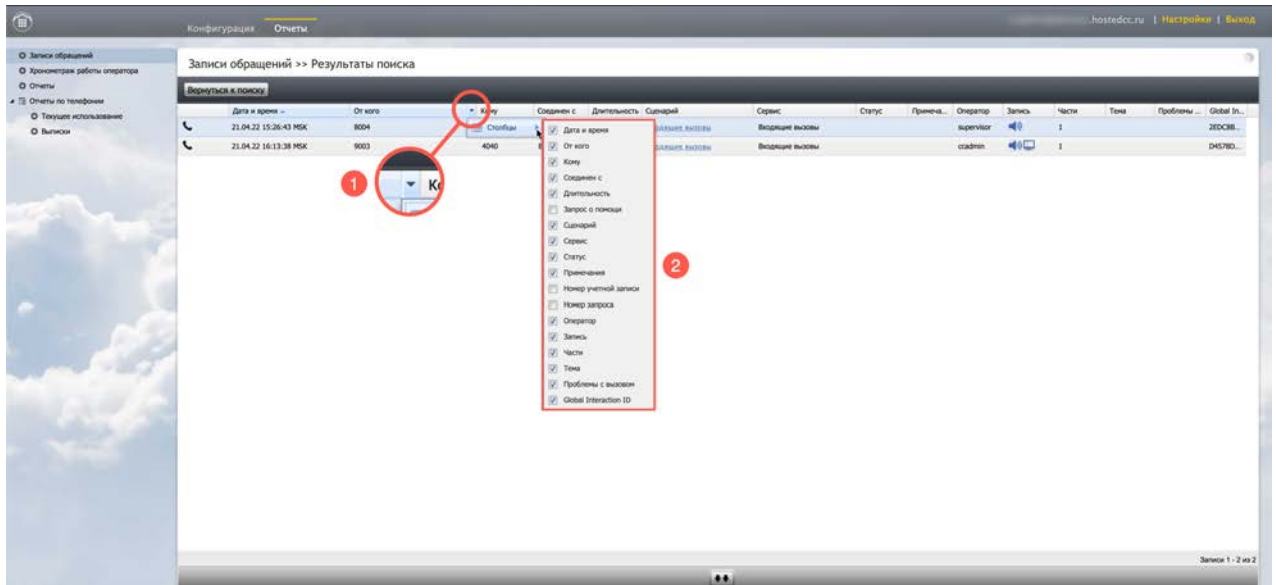 Конфигурация Отчеты
.hostedcc.ru | Настройки | Выход
Записи обращений
Хронометраж работы оператора
Отчеты
Отчеты по телефонии
Текущее использование
Выписки
Записи обращений >> Результаты поиска
Вернуться к поиску
Дата и время От кого Кому Соединен с Длительность Сценарий Сервис Статус Примеча... Оператор Запись Части Тема Проблемы ... Global In...
21.04.22 15:26:43 MSK 8004 Входящие вызовы supervisor 1 2EDC3B...
21.04.22 16:13:38 MSK 9003 4040 Входящие вызовы ccadmin 1 D457BD...
Столбцы
1
Ко
Дата и время
От кого
Кому
Соединен с
Длительность
Запрос о помощи
Сценарий
Сервис
Статус
Примечания
Номер учетной записи
Номер запроса
Оператор
Запись
Части
Тема
Проблемы с вызовом
Global Interaction ID
2
Записи 1 - 2 из 2